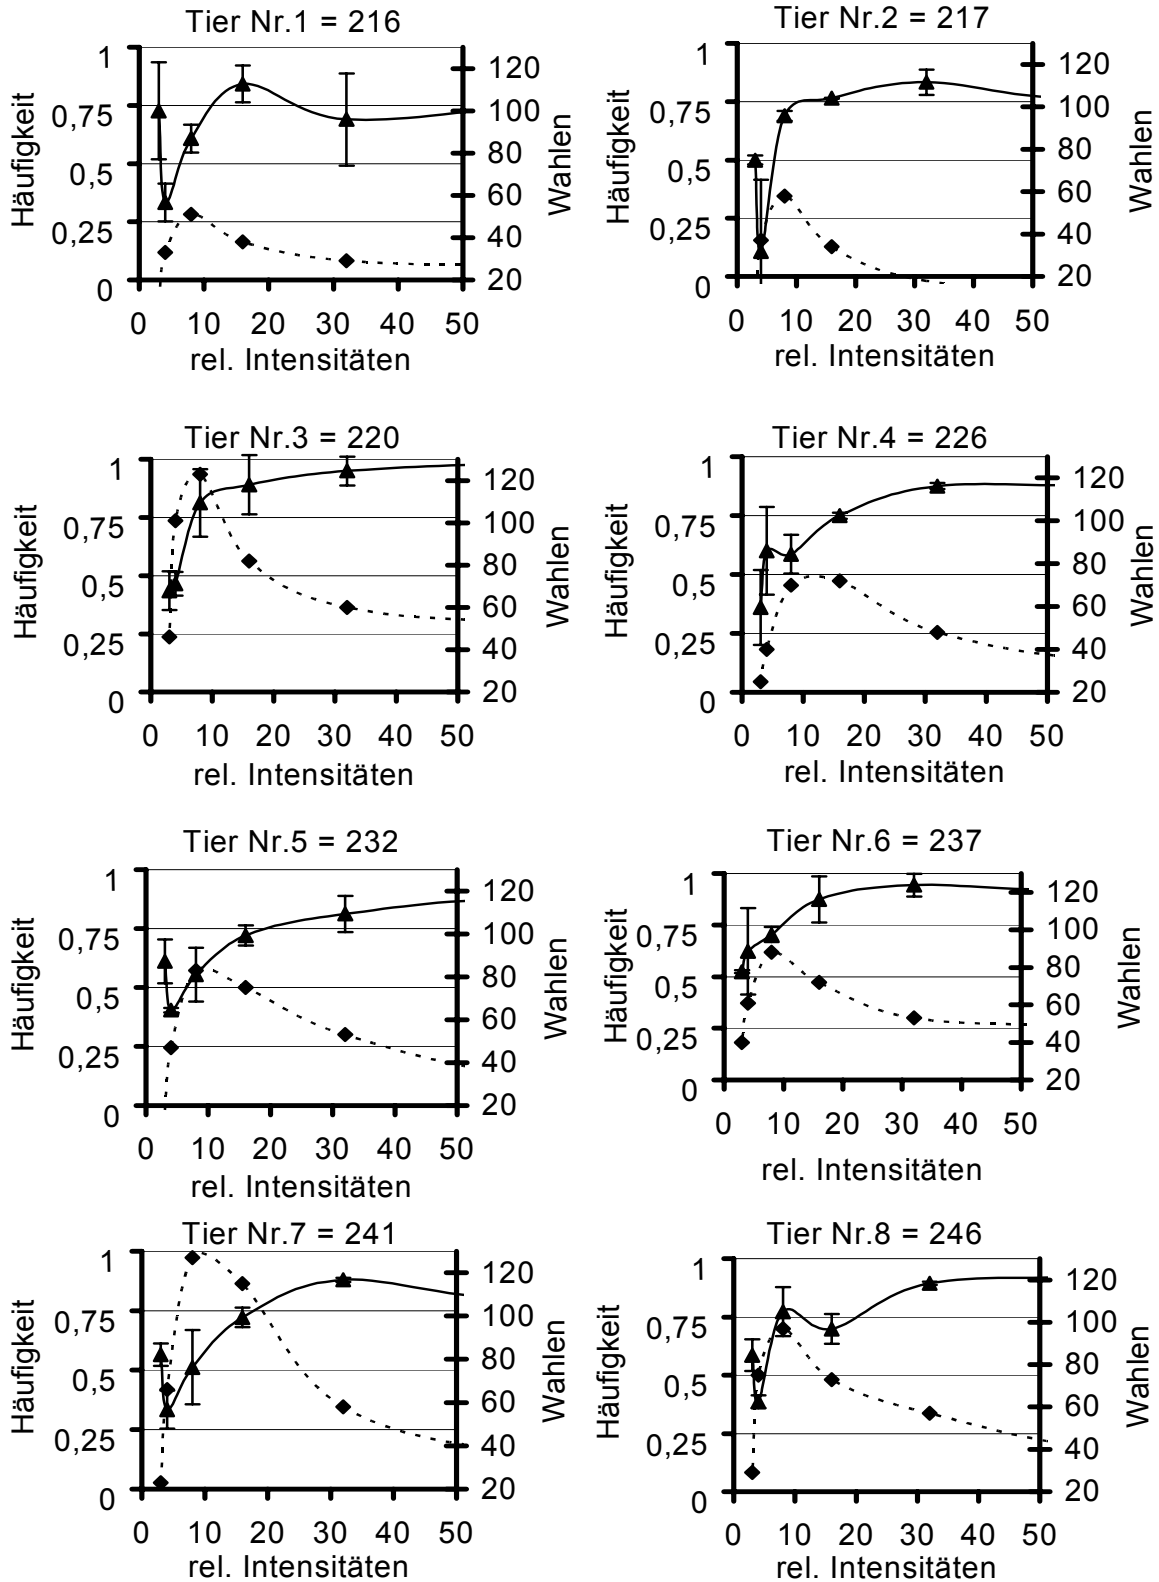 Tier Nr.1 = 216
1
0,75
0,5
0,25
0
Häufigkeit
120
100
80
60
40
20
Wahlen
0 10 20 30 40 50
rel. Intensitäten
Tier Nr.2 = 217
1
0,75
0,5
0,25
0
Häufigkeit
120
100
80
60
40
20
Wahlen
0 10 20 30 40 50
rel. Intensitäten
Tier Nr.3 = 220
1
0,75
0,5
0,25
0
Häufigkeit
120
100
80
60
40
20
Wahlen
0 10 20 30 40 50
rel. Intensitäten
Tier Nr.4 = 226
1
0,75
0,5
0,25
0
Häufigkeit
120
100
80
60
40
20
Wahlen
0 10 20 30 40 50
rel. Intensitäten
Tier Nr.5 = 232
1
0,75
0,5
0,25
0
Häufigkeit
120
100
80
60
40
20
Wahlen
0 10 20 30 40 50
rel. Intensitäten
Tier Nr.6 = 237
1
0,75
0,5
0,25
0
Häufigkeit
120
100
80
60
40
20
Wahlen
0 10 20 30 40 50
rel. Intensitäten
Tier Nr.7 = 241
1
0,75
0,5
0,25
0
Häufigkeit
120
100
80
60
40
20
Wahlen
0 10 20 30 40 50
rel. Intensitäten
Tier Nr.8 = 246
1
0,75
0,5
0,25
0
Häufigkeit
120
100
80
60
40
20
Wahlen
0 10 20 30 40 50
rel. Intensitäten